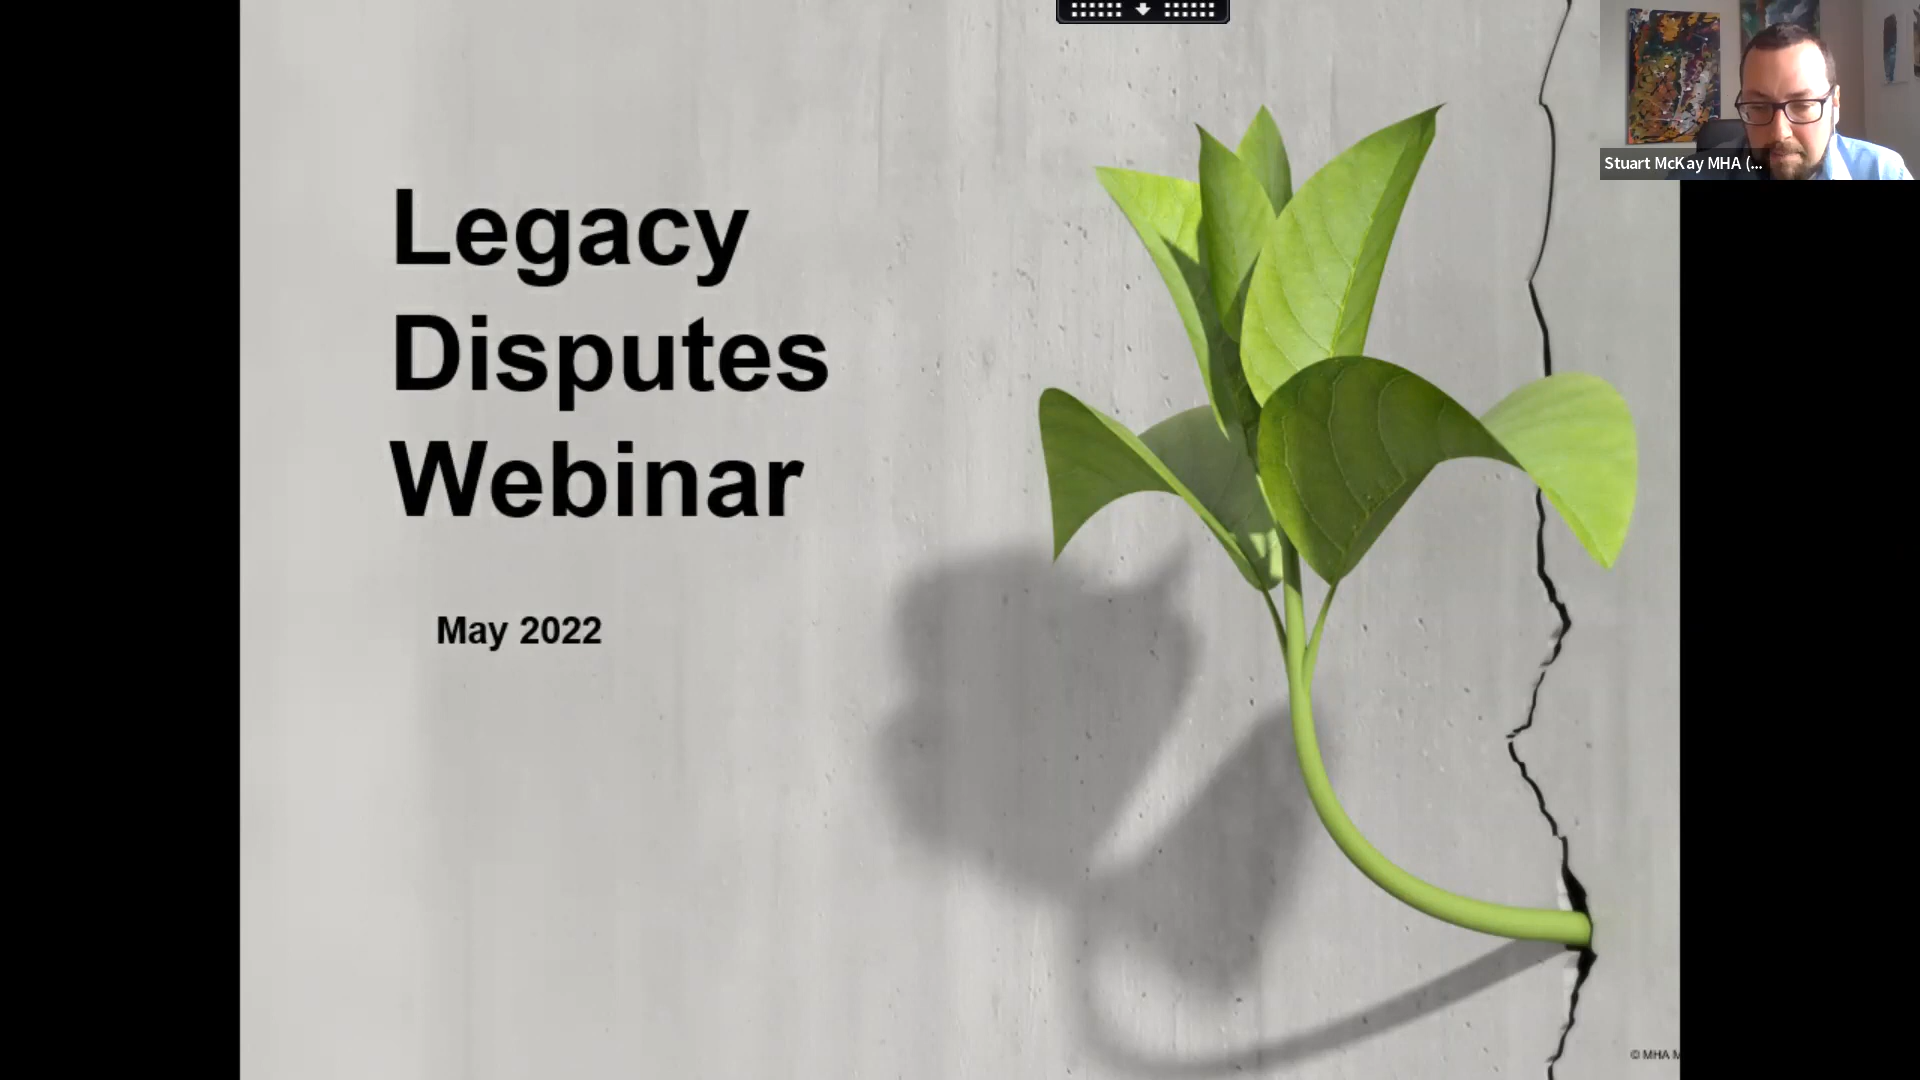 Legacy
Disputes
Webinar
May 2022
Stuart McKay MHA (...
© MHA M